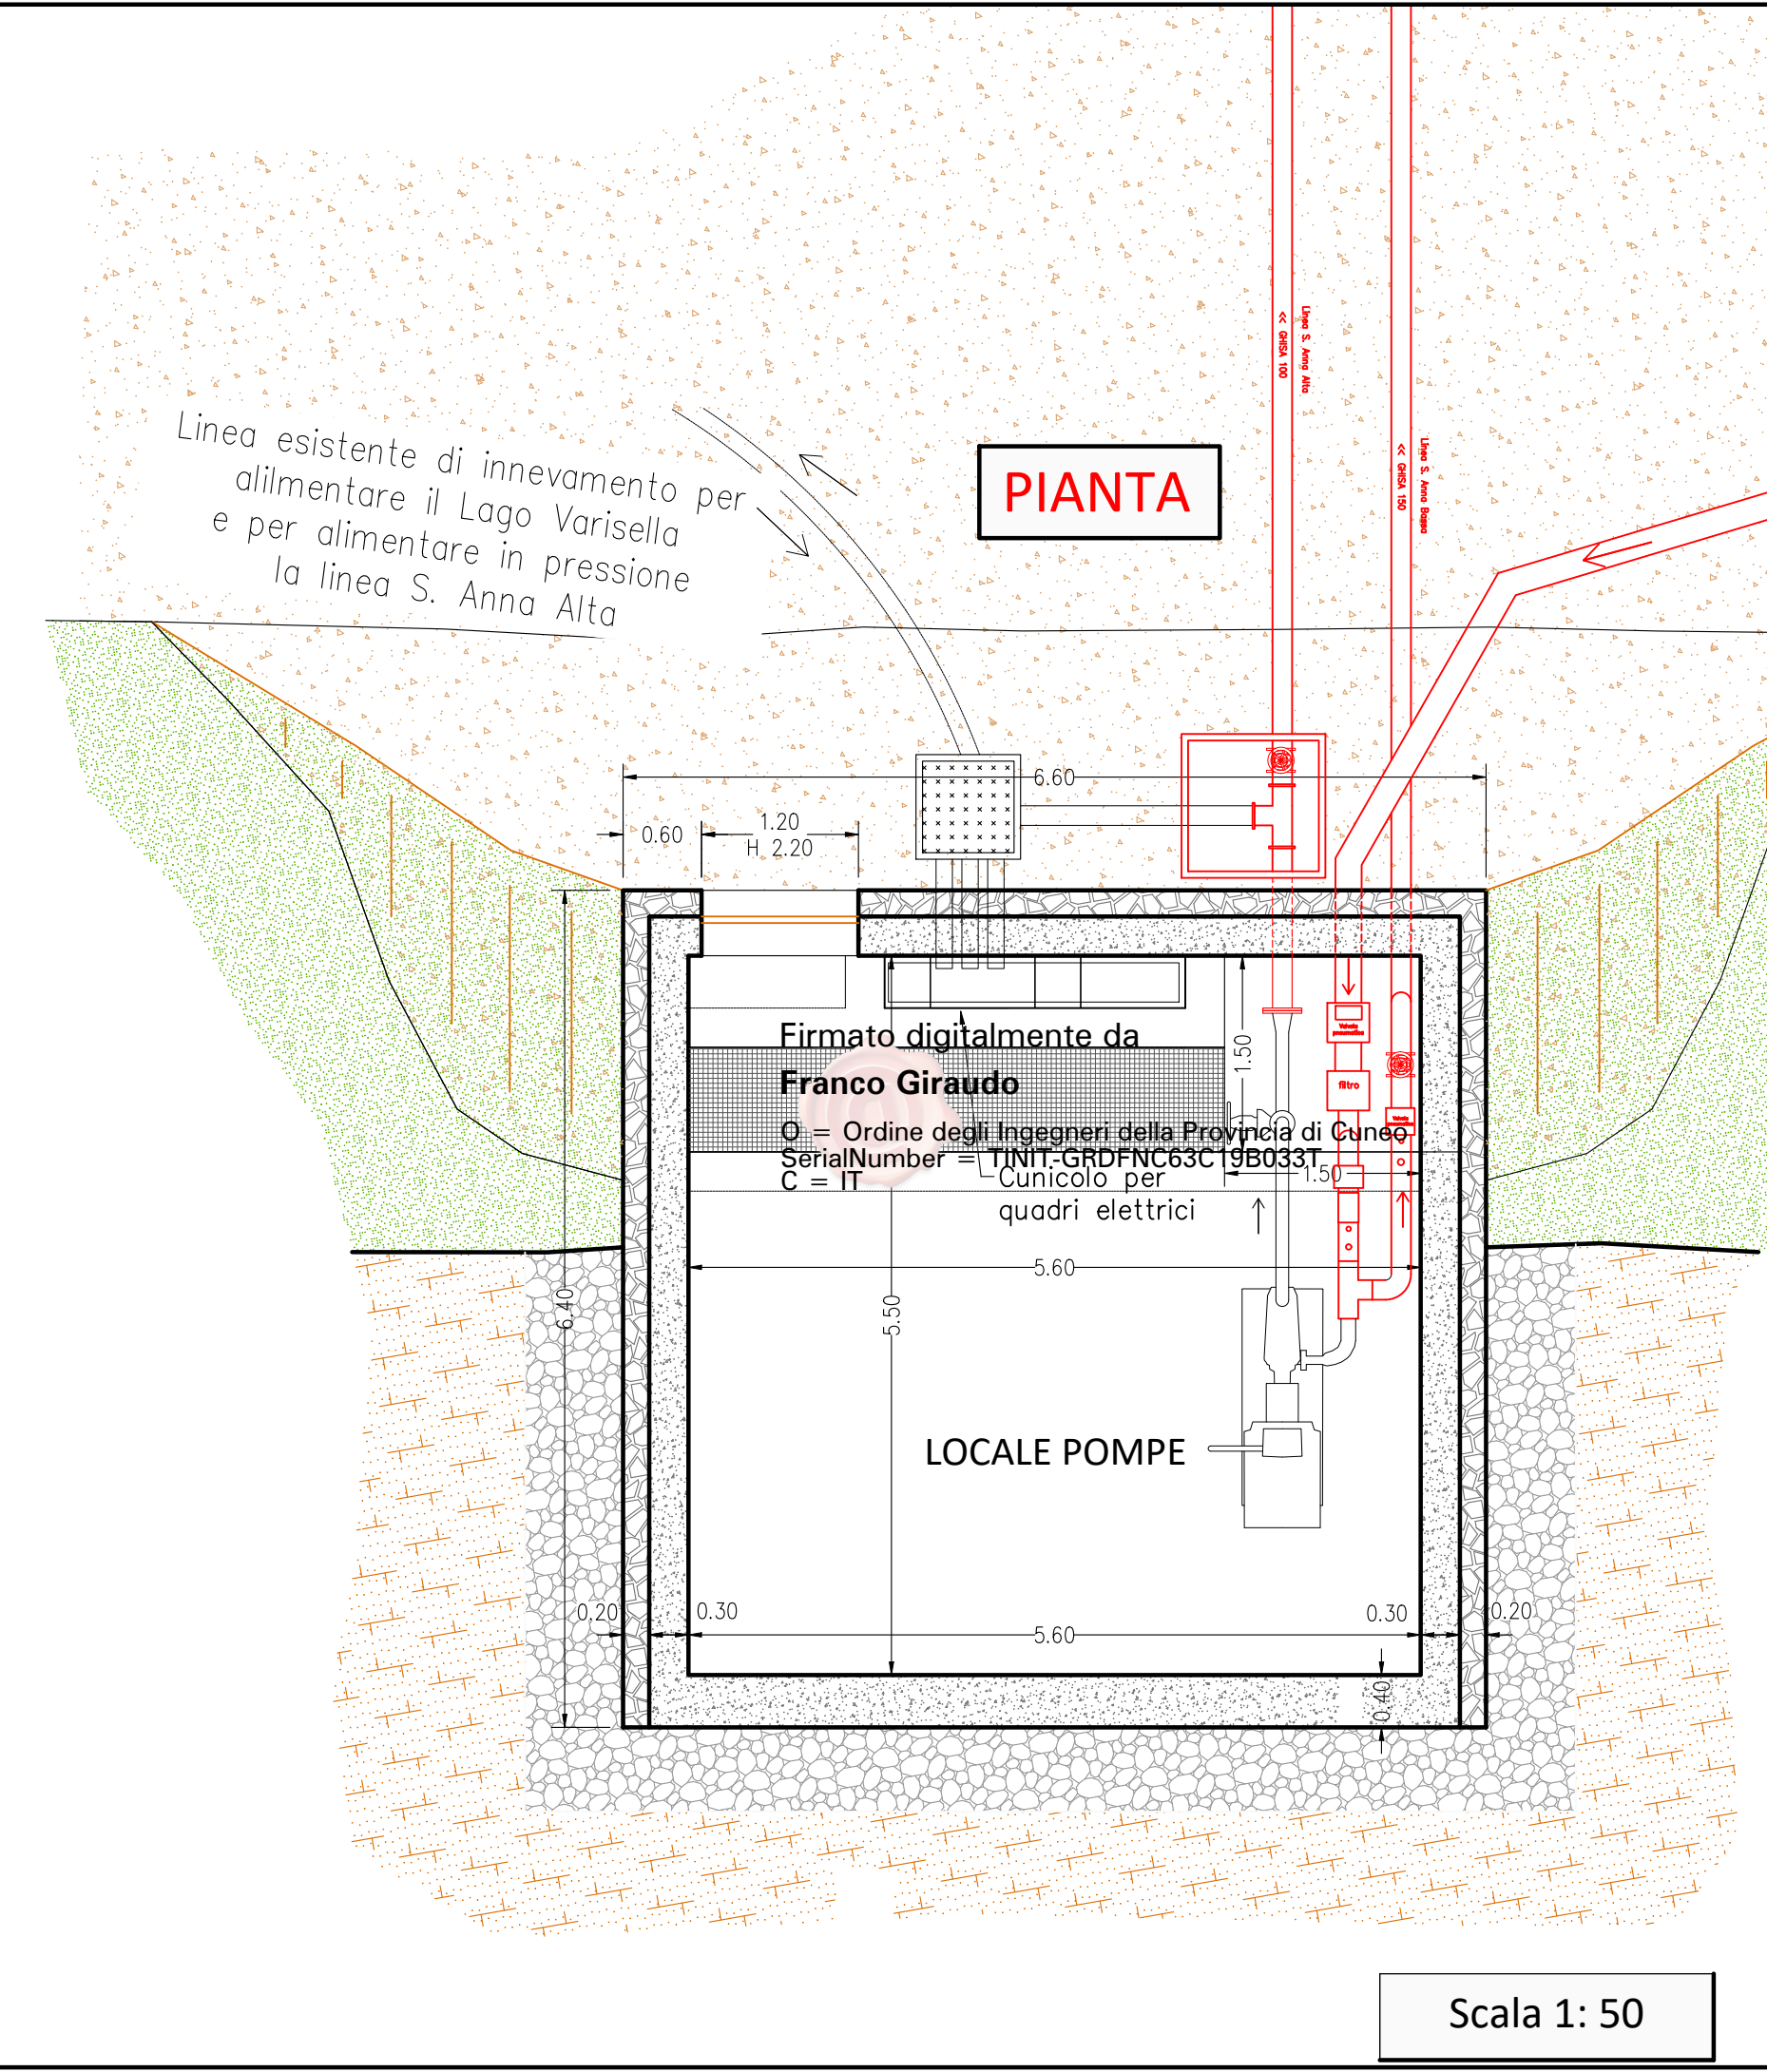 Linea S. Anna Alta
<< GHISA 100
Linea S. Anna Bassa
<< GHISA 150
Linea esistente di innevamento per
alilmentare il Lago Varisella
e per alimentare in pressione
la linea S. Anna Alta
PIANTA
6.60
0.60
1.20
H 2.20
Firmato digitalmente da
Franco Giraudo
O = Ordine degli Ingegneri della Provincia di Cuneo
SerialNumber = TINIT-GRDFNC63C19B033T
C = IT
1.50
Valvola
pneumatica
filtro
Valvola
pneumatica
1.50
Cunicolo per
quadri elettrici
5.60
6.40
5.50
LOCALE POMPE
0.20
0.30
5.60
0.30
0.20
0.40
Scala 1: 50